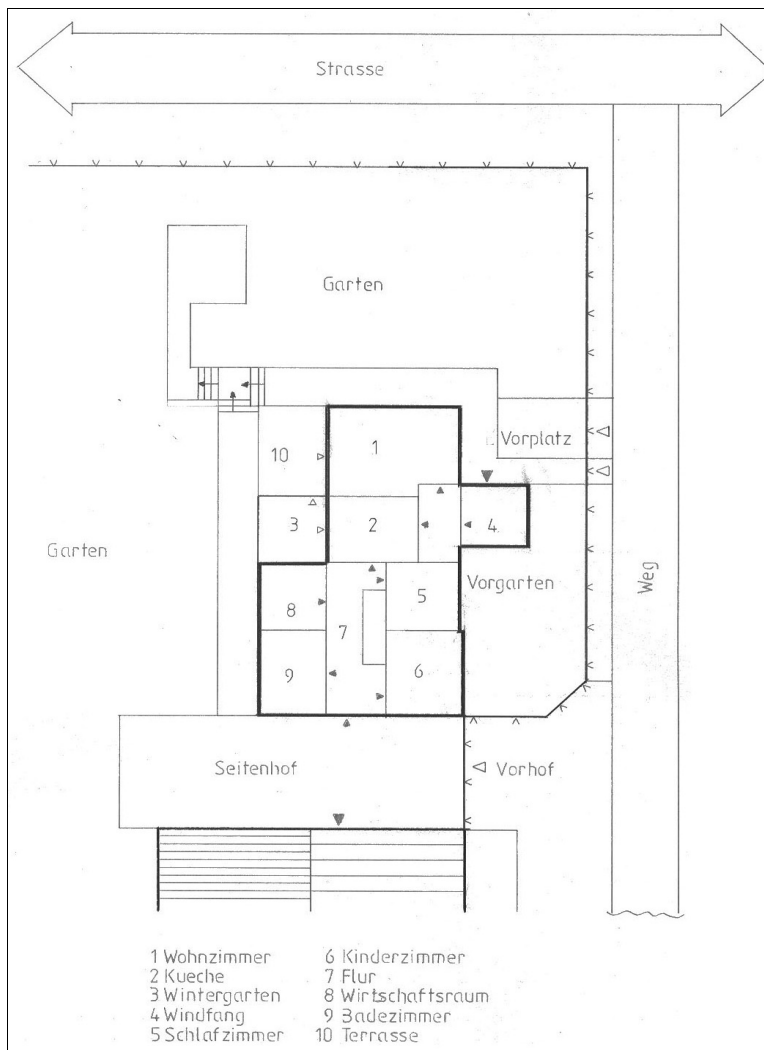 Strasse
Garten
Vorplatz
10
1
3
2
4
Garten
Vorgarten
Weg
8
7
5
9
6
Seitenhof
Vorhof
1 Wohnzimmer
2 Kueche
3 Wintergarten
4 Windfang
5 Schlafzimmer
6 Kinderzimmer
7 Flur
8 Wirtschaftsraum
9 Badezimmer
10 Terrasse